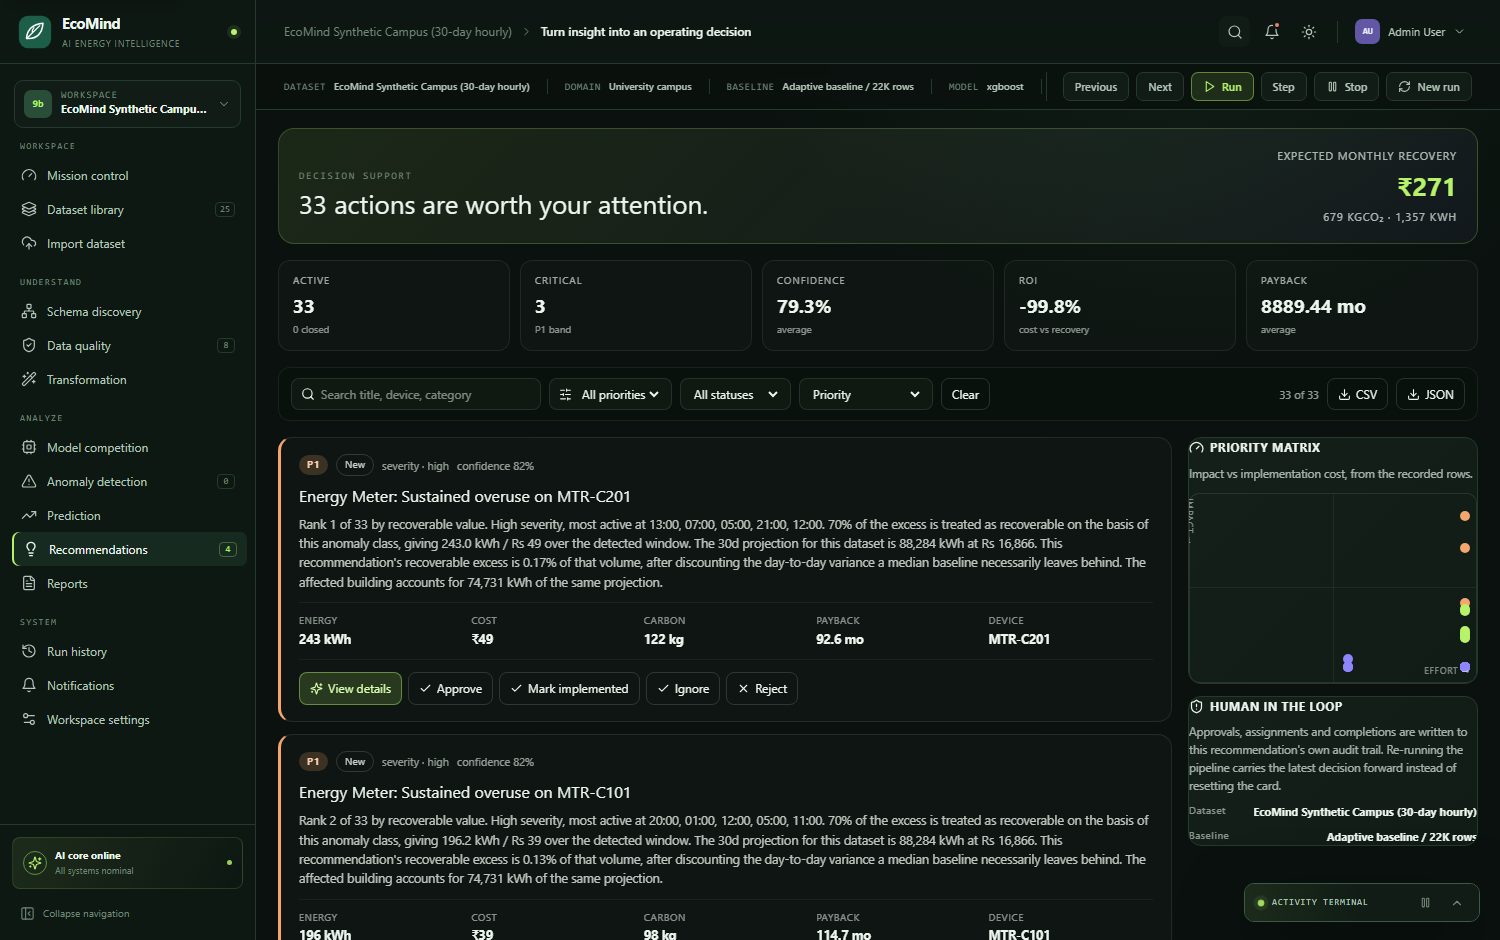 EcoMind
AI ENERGY INTELLIGENCE
EcoMind Synthetic Campus (30-day hourly) > Turn insight into an operating decision
AU Admin User
9b
WORKSPACE
EcoMind Synthetic Campu...
DATASET EcoMind Synthetic Campus (30-day hourly)
DOMAIN University campus
BASELINE Adaptive baseline / 22K rows
MODEL xgboost
Previous
Next
Run
Step
Stop
New run
WORKSPACE
Mission control
Dataset library 25
Import dataset
UNDERSTAND
Schema discovery
Data quality 8
Transformation
ANALYZE
Model competition
Anomaly detection 0
Prediction
Recommendations 4
Reports
SYSTEM
Run history
Notifications
Workspace settings
AI core online
All systems nominal
Collapse navigation
DECISION SUPPORT
33 actions are worth your attention.
EXPECTED MONTHLY RECOVERY
₹271
679 KGCO₂ · 1,357 KWH
ACTIVE
33
0 closed
CRITICAL
3
P1 band
CONFIDENCE
79.3%
average
ROI
-99.8%
cost vs recovery
PAYBACK
8889.44 mo
average
Search title, device, category
All priorities
All statuses
Priority
Clear
33 of 33
CSV
JSON
P1 New severity · high confidence 82%
Energy Meter: Sustained overuse on MTR-C201
Rank 1 of 33 by recoverable value. High severity, most active at 13:00, 07:00, 05:00, 21:00, 12:00. 70% of the excess is treated as recoverable on the basis of
this anomaly class, giving 243.0 kWh / Rs 49 over the detected window. The 30d projection for this dataset is 88,284 kWh at Rs 16,866. This
recommendation's recoverable excess is 0.17% of that volume, after discounting the day-to-day variance a median baseline necessarily leaves behind. The
affected building accounts for 74,731 kWh of the same projection.
ENERGY
243 kWh
COST
₹49
CARBON
122 kg
PAYBACK
92.6 mo
DEVICE
MTR-C201
View details
Approve
Mark implemented
Ignore
Reject
P1 New severity · high confidence 82%
Energy Meter: Sustained overuse on MTR-C101
Rank 2 of 33 by recoverable value. High severity, most active at 20:00, 01:00, 12:00, 05:00, 11:00. 70% of the excess is treated as recoverable on the basis of
this anomaly class, giving 196.2 kWh / Rs 39 over the detected window. The 30d projection for this dataset is 88,284 kWh at Rs 16,866. This
recommendation's recoverable excess is 0.13% of that volume, after discounting the day-to-day variance a median baseline necessarily leaves behind. The
affected building accounts for 74,731 kWh of the same projection.
ENERGY
196 kWh
COST
₹39
CARBON
98 kg
PAYBACK
114.7 mo
DEVICE
MTR-C101
PRIORITY MATRIX
Impact vs implementation cost, from the recorded rows.
EFFORT
HUMAN IN THE LOOP
Approvals, assignments and completions are written to
this recommendation's own audit trail. Re-running the
pipeline carries the latest decision forward instead of
resetting the card.
Dataset EcoMind Synthetic Campus (30-day hourly)
Baseline Adaptive baseline / 22K rows
ACTIVITY TERMINAL